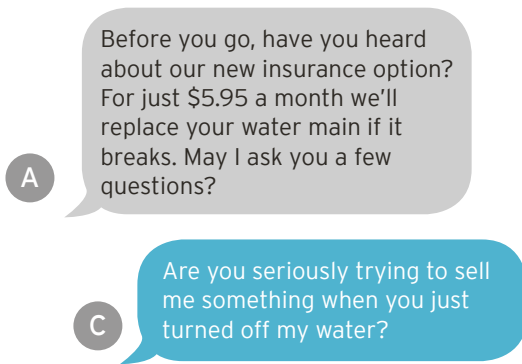 Before you go, have you heard
about our new insurance option?
For just $5.95 a month we'll
replace your water main if it
breaks. May I ask you a few
questions?
A
Are you seriously trying to sell
me something when you just
turned off my water?
C